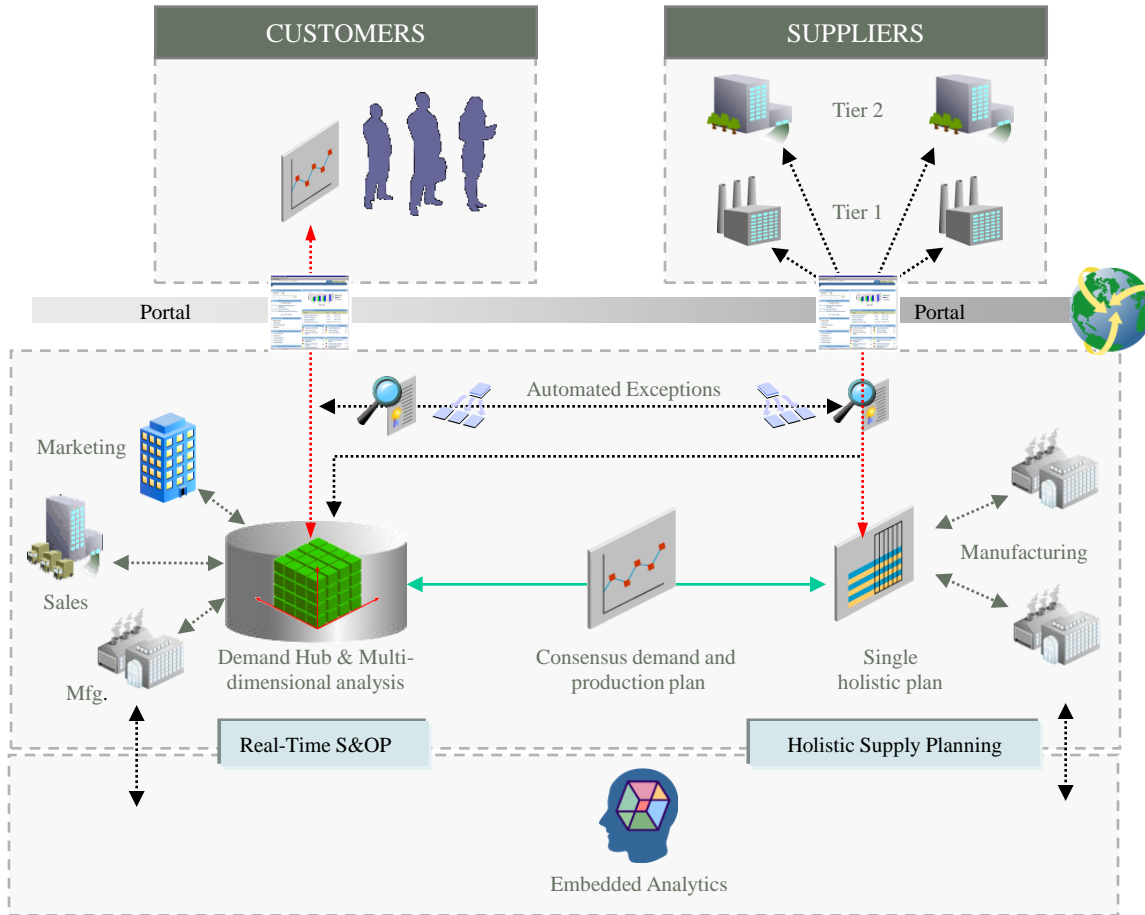 CUSTOMERS
SUPPLIERS
Tier 2
Tier 1
Portal
Portal
Automated Exceptions
Marketing
Sales
Mfg.
Manufacturing
Demand Hub & Multi-
dimensional analysis
Consensus demand and
production plan
Single
holistic plan
Real-Time S&OP
Holistic Supply Planning
Embedded Analytics